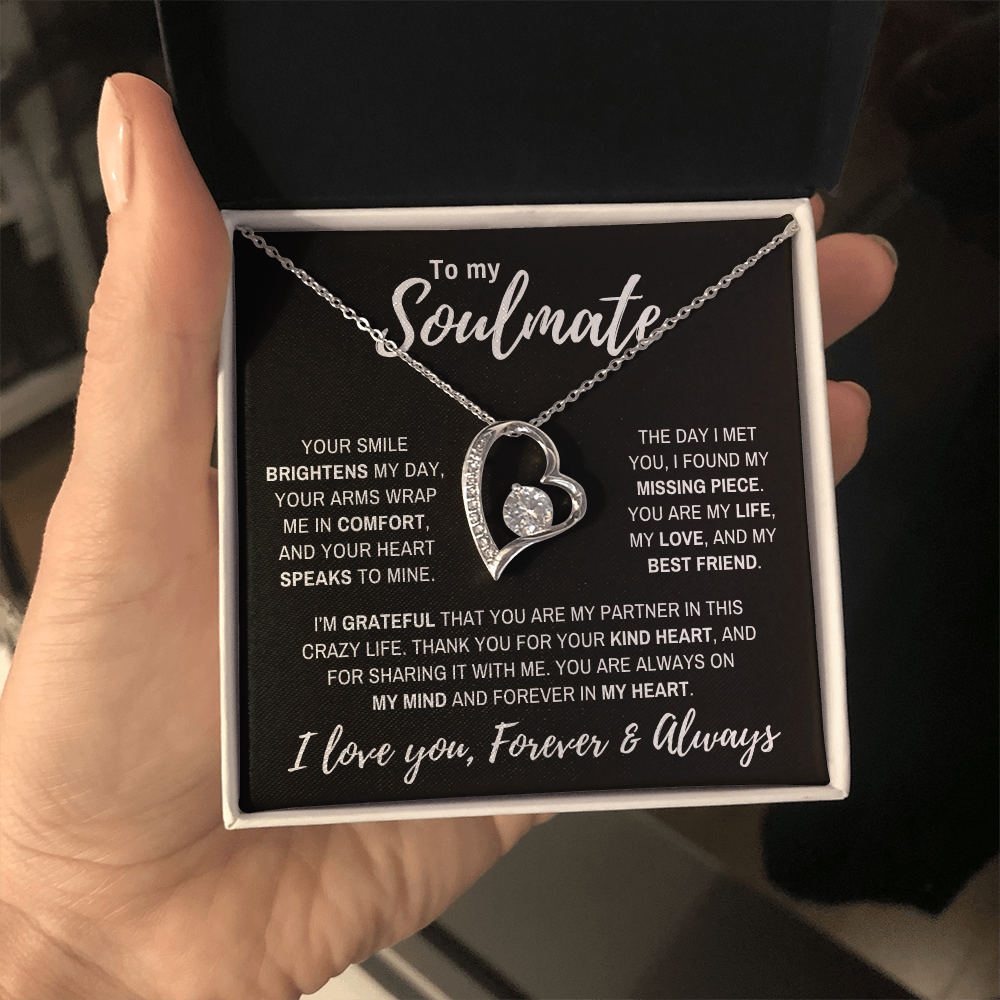 To my
Soulmate
YOUR SMILE
BRIGHTENS MY DAY,
YOUR ARMS WRAP
ME IN COMFORT,
AND YOUR HEART
SPEAKS TO MINE.
THE DAY I MET
YOU, I FOUND MY
MISSING PIECE.
YOU ARE MY LIFE,
MY LOVE, AND MY
BEST FRIEND.
I'M GRATEFUL THAT YOU ARE MY PARTNER IN THIS
CRAZY LIFE. THANK YOU FOR YOUR KIND HEART, AND
FOR SHARING IT WITH ME. YOU ARE ALWAYS ON
MY MIND AND FOREVER IN MY HEART.
I love you, Forever & Always